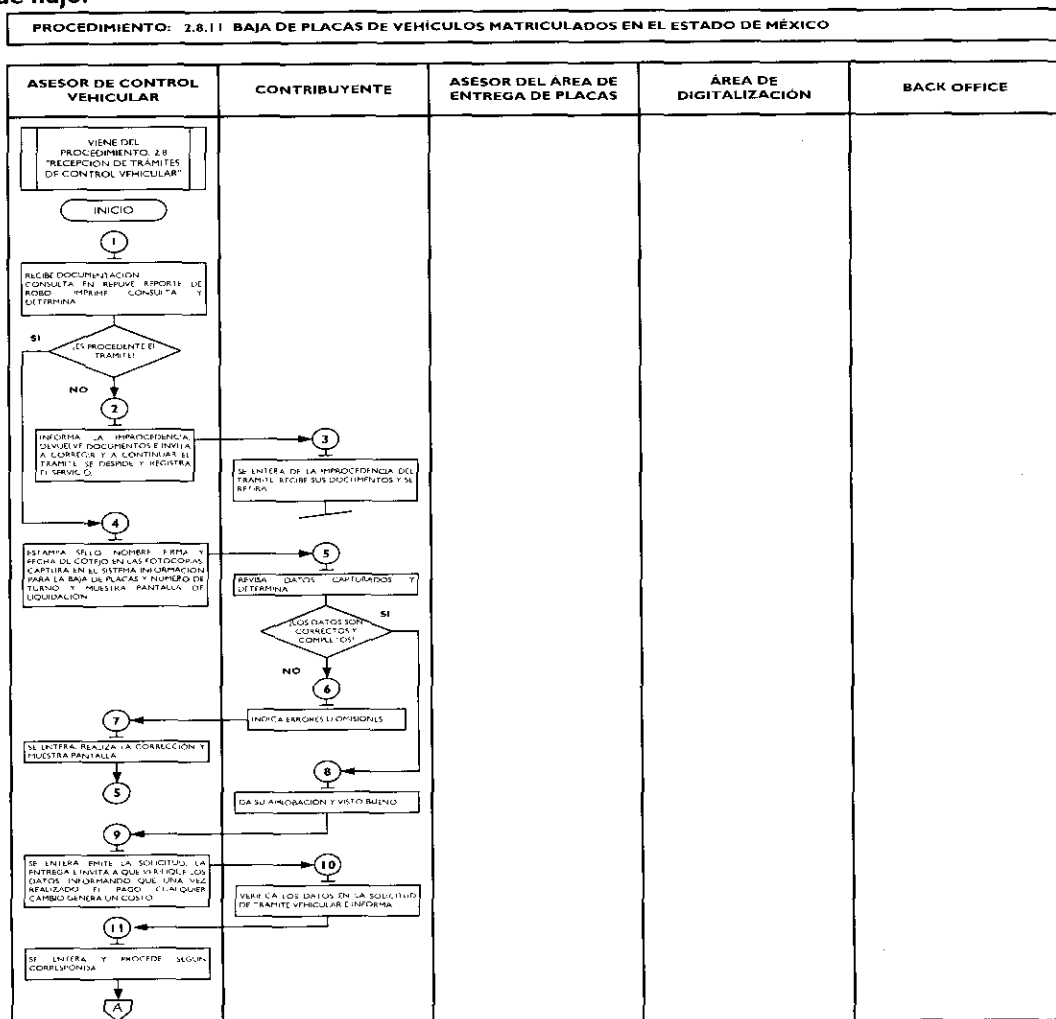 de flujo:
PROCEDIMIENTO: 2.8.11 BAJA DE PLACAS DE VEHÍCULOS MATRICULADOS EN EL ESTADO DE MÉXICO
ASESOR DE CONTROL
VEHICULAR
CONTRIBUYENTE
ASESOR DEL ÁREA DE
ENTREGA DE PLACAS
ÁREA DE
DIGITALIZACIÓN
BACK OFFICE
VIENE DEL
PROCEDIMIENTO: 2.8
"RECEPCIÓN DE TRÁMITES
DE CONTROL VEHICULAR"
INICIO
1
RECIBE DOCUMENTACIÓN
CONSULTA EN REPUVE REPORTE DE
ROBO IMPRIME CONSULTA Y
DETERMINA
SI
¿ES PROCEDENTE EL
TRÁMITE?
NO
2
INFORMA LA IMPROCEDENCIA,
DEVUELVE DOCUMENTOS E INVITA
A CORREGIR Y A CONTINUAR EL
TRÁMITE, SE DESPIDE Y REGISTRA
EL SERVICIO.
3
SE ENTERA DE LA IMPROCEDENCIA DEL
TRÁMITE, RECIBE SUS DOCUMENTOS Y SE
RETIRA
4
ESTAMPA SELLO, NOMBRE, FIRMA Y
FECHA DE COTEJO EN LAS FOTOCOPIAS
CAPTURA EN EL SISTEMA INFORMACIÓN
PARA LA BAJA DE PLACAS Y NÚMERO DE
TURNO Y MUESTRA PANTALLA DE
LIQUIDACIÓN
5
REVISA DATOS CAPTURADOS Y
DETERMINA
¿LOS DATOS SON
CORRECTOS Y
COMPLETOS?
SI
NO
6
INDICA ERRORES U OMISIONES
7
SE ENTERA, REALIZA LA CORRECCIÓN Y
MUESTRA PANTALLA
5
8
DA SU APROBACIÓN Y VISTO BUENO
9
SE ENTERA, EMITE LA SOLICITUD, LA
ENTREGA E INVITA A QUE VERIFIQUE LOS
DATOS INFORMANDO QUE UNA VEZ
REALIZADO EL PAGO CUALQUIER
CAMBIO GENERA UN COSTO
10
VERIFICA LOS DATOS EN LA SOLICITUD
DE TRÁMITE VEHICULAR E INFORMA
11
SE ENTERA Y PROCEDE SEGÚN
CORRESPONDA
A